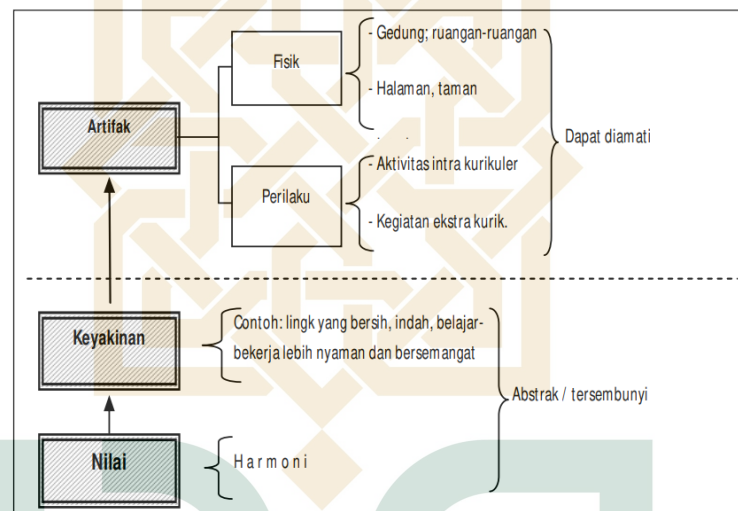 - Gedung; ruangan-ruangan
Fisik
- Halaman, taman
Artifak
Dapat diamati
- Aktivitas intra kurikuler
Perilaku
- Kegiatan ekstra kurik.
Contoh: lingk yang bersih, indah, belajar-
Keyakinan
bekerja lebih nyaman dan bersemangat
Abstrak / tersembunyi
Nilai
H a r m o n i